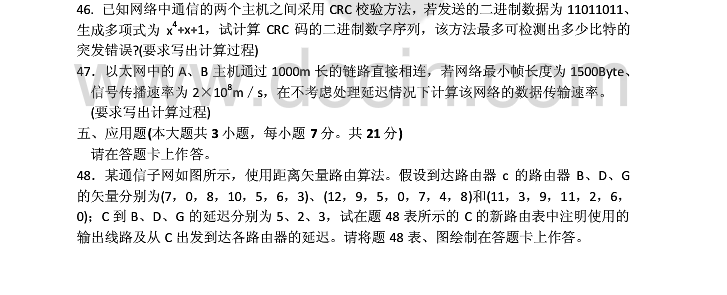 46. 已知网络中通信的两个主机之间采用 CRC 校验方法，若发送的二进制数据为 11011011、
生成多项式为 x⁴+x+1，试计算 CRC 码的二进制数字序列，该方法最多可检测出多少比特的
突发错误?(要求写出计算过程)
47．以太网中的 A、B 主机通过 1000m 长的链路直接相连，若网络最小帧长度为 1500Byte、
信号传播速率为 2×10⁸m／s，在不考虑处理延迟情况下计算该网络的数据传输速率。
(要求写出计算过程)
五、应用题(本大题共 3 小题，每小题 7 分。共 21 分)
请在答题卡上作答。
48．某通信子网如图所示，使用距离矢量路由算法。假设到达路由器 c 的路由器 B、D、G
的矢量分别为(7，0，8，10，5，6，3)、(12，9，5，0，7，4，8)和l(11，3，9，11，2，6，
0)；C 到 B、D、G 的延迟分别为 5、2、3，试在题 48 表所示的 C 的新路由表中注明使用的
输出线路及从 C 出发到达各路由器的延迟。请将题 48 表、图绘制在答题卡上作答。
www.docin.com